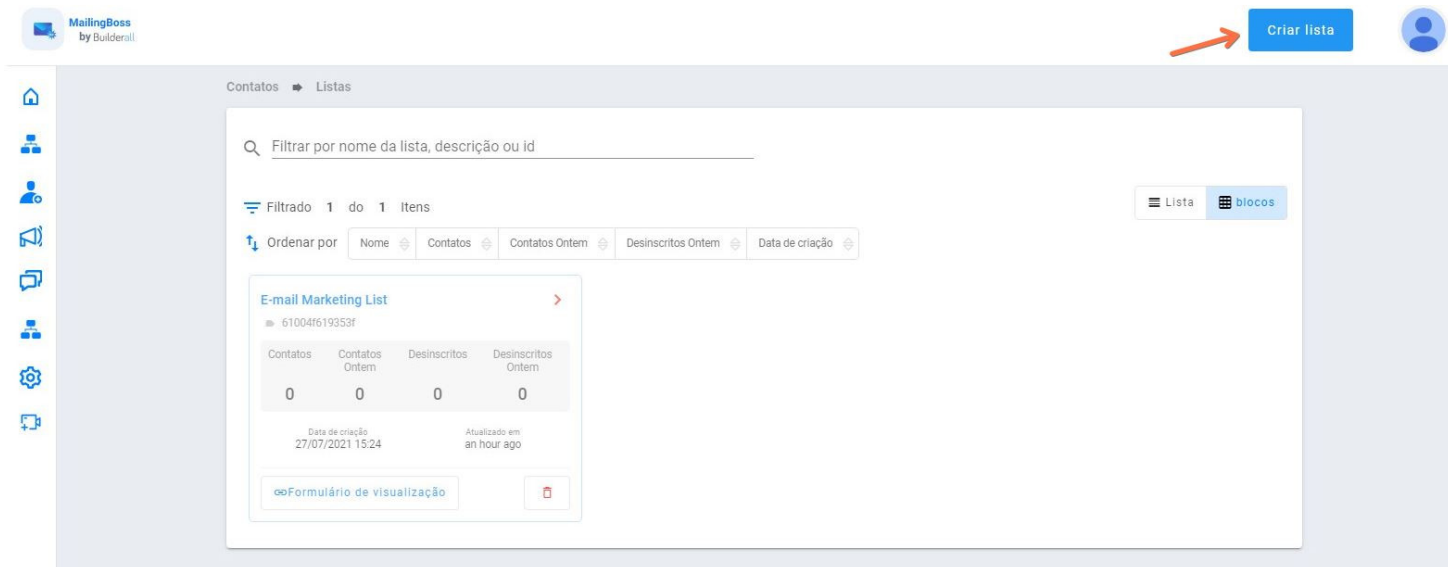 MailingBoss
by Builderall
Criar lista
Contatos Listas
Filtrar por nome da lista, descrição ou id
Filtrado 1 do 1 Itens
Lista blocos
Ordenar por Nome Contatos Contatos Ontem Desinscritos Ontem Data de criação
E-mail Marketing List
61004f619353f
Contatos Contatos Ontem Desinscritos Desinscritos Ontem
0 0 0 0
Data de criação Atualizado em
27/07/2021 15:24 an hour ago
Formulário de visualização